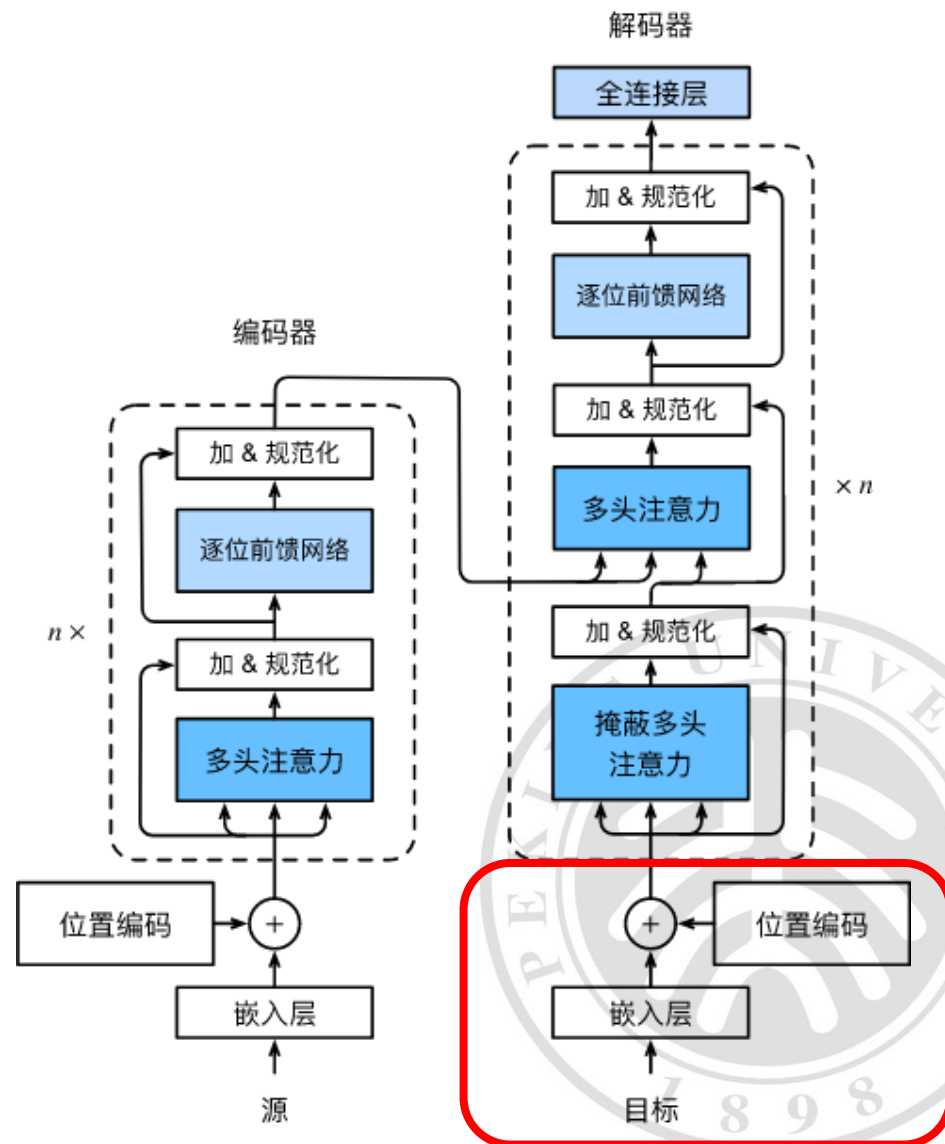 解码器
全连接层
加 & 规范化
逐位前馈网络
加 & 规范化
多头注意力
× n
加 & 规范化
掩蔽多头
注意力
+
位置编码
嵌入层
目标
编码器
加 & 规范化
逐位前馈网络
n ×
加 & 规范化
多头注意力
位置编码
+
嵌入层
源
PEKI
UNIVE
1898